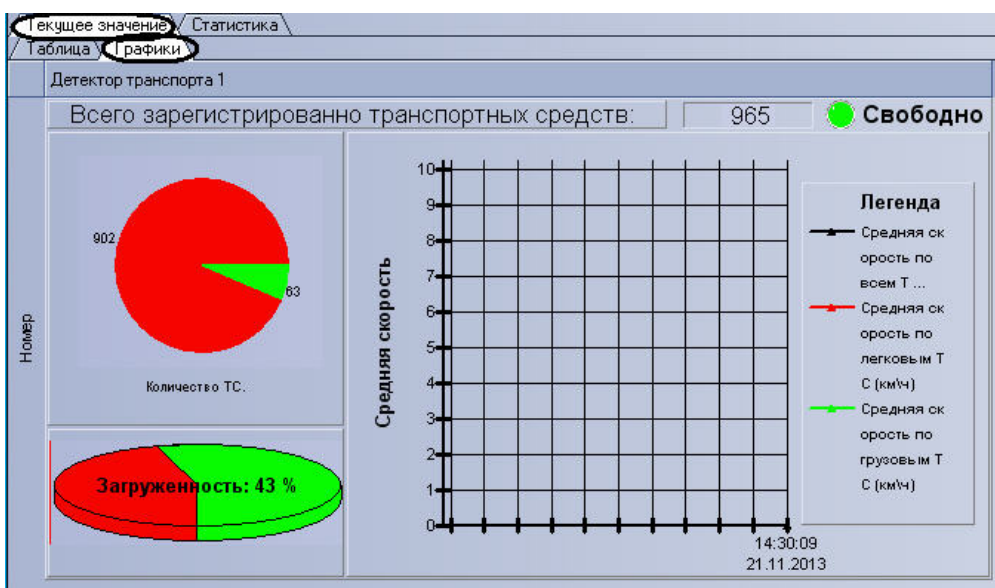 Текущее значение Статистика
Таблица Графики
Детектор транспорта 1
Номер
Всего зарегистрированно транспортных средств: 965 Свободно
902
63
Количество ТС.
Загруженность: 43 %
Средняя скорость
10
9
8
7
6
5
4
3
2
1
0
14:30:09
21.11.2013
Легенда
Средняя ск
орость по
всем Т ...
Средняя ск
орость по
легковым Т
С (км\ч)
Средняя ск
орость по
грузовым Т
С (км\ч)